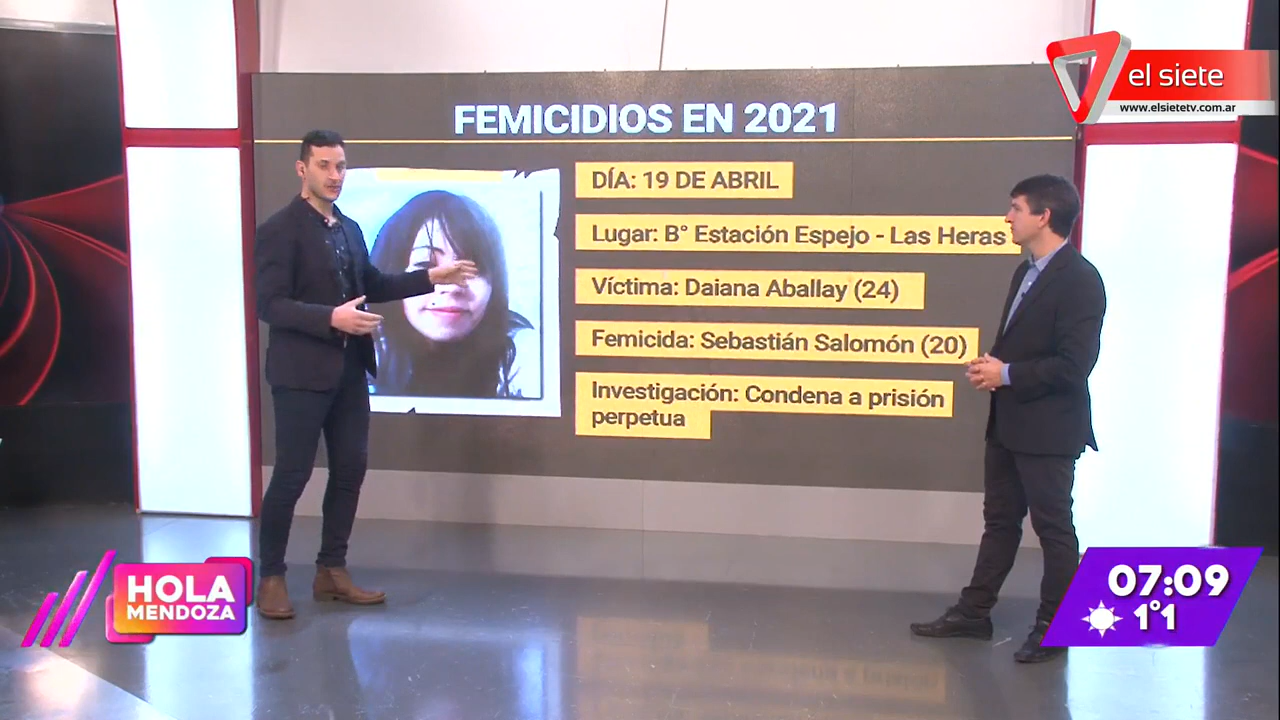 el siete
www.elsietetv.com.ar
FEMICIDIOS EN 2021
DÍA: 19 DE ABRIL
Lugar: B° Estación Espejo - Las Heras
Víctima: Daiana Aballay (24)
Femicida: Sebastián Salomón (20)
Investigación: Condena a prisión
perpetua
HOLA
MENDOZA
07:09
1°1